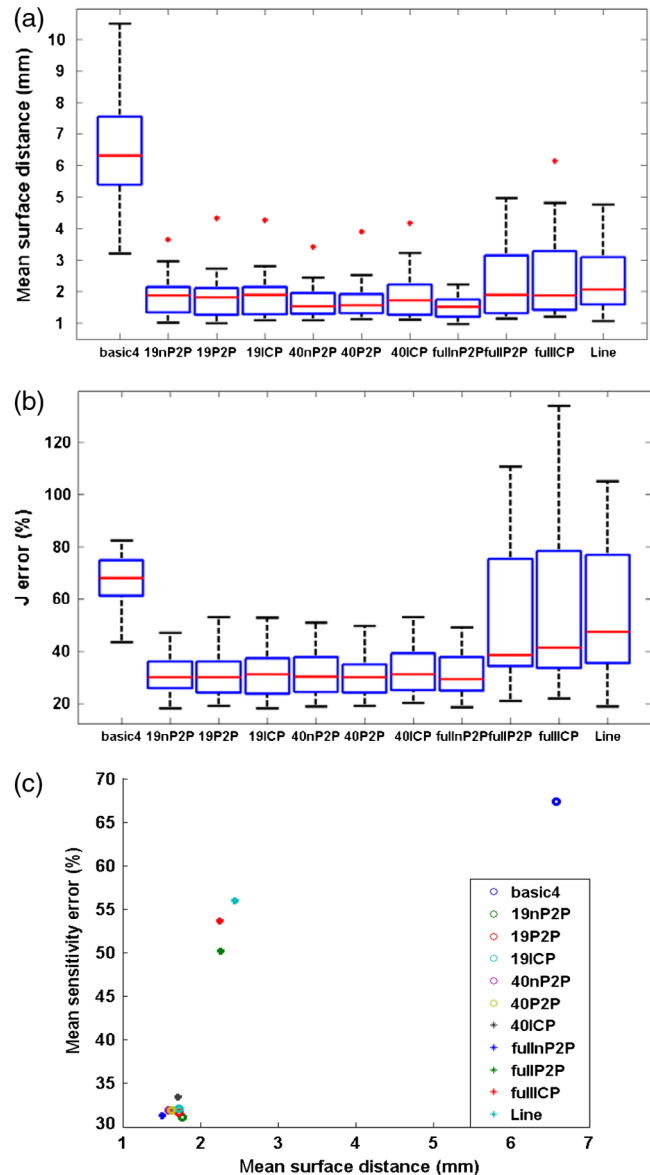 (a)
Mean surface distance (mm)
10
9
8
7
6
5
4
3
2
1
basic4 19nP2P 19P2P 19ICP 40nP2P 40P2P 40ICP fullnP2P fullP2P fullICP Line
(b)
J error (%)
120
100
80
60
40
20
basic4 19nP2P 19P2P 19ICP 40nP2P 40P2P 40ICP fullnP2P fullP2P fullICP Line
(c)
Mean sensitivity error (%)
70
65
60
55
50
45
40
35
30
basic4
19nP2P
19P2P
19ICP
40nP2P
40P2P
40ICP
fullnP2P
fullP2P
fullICP
Line
1 2 3 4 5 6 7
Mean surface distance (mm)